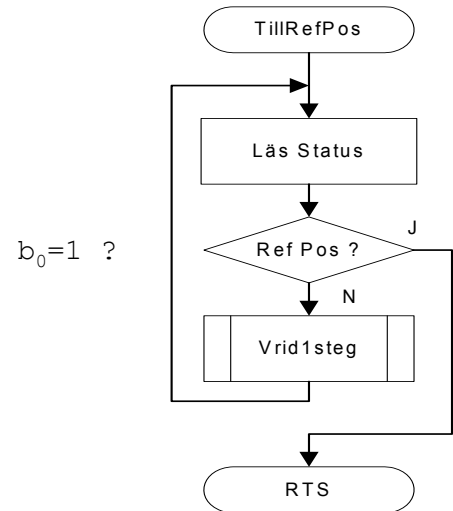 TillRefPos
Läs Status
b₀=1 ?
Ref Pos ?
J
N
Vrid1steg
RTS